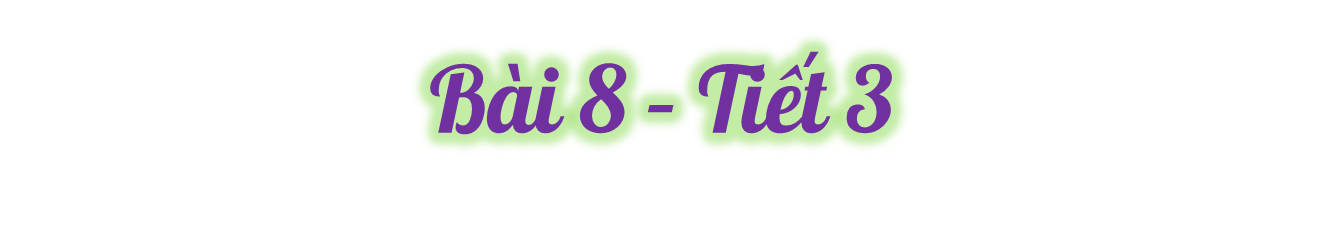 Bài 8 – Tiết 3